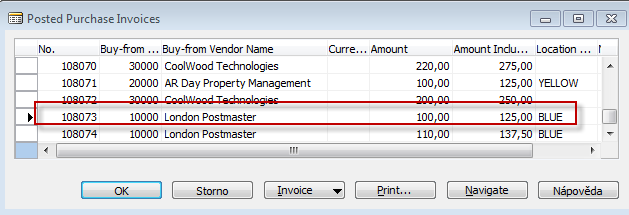 Posted Purchase Invoices
No. Buy-from ... Buy-from Vendor Name Curre... Amount Amount Inclu... Location ...
108070 30000 CoolWood Technologies 220,00 275,00
108071 20000 AR Day Property Management 100,00 125,00 YELLOW
108072 30000 CoolWood Technologies 200,00 250,00
108073 10000 London Postmaster 100,00 125,00 BLUE
108074 10000 London Postmaster 110,00 137,50 BLUE
OK Storno Invoice Print... Navigate Nápověda